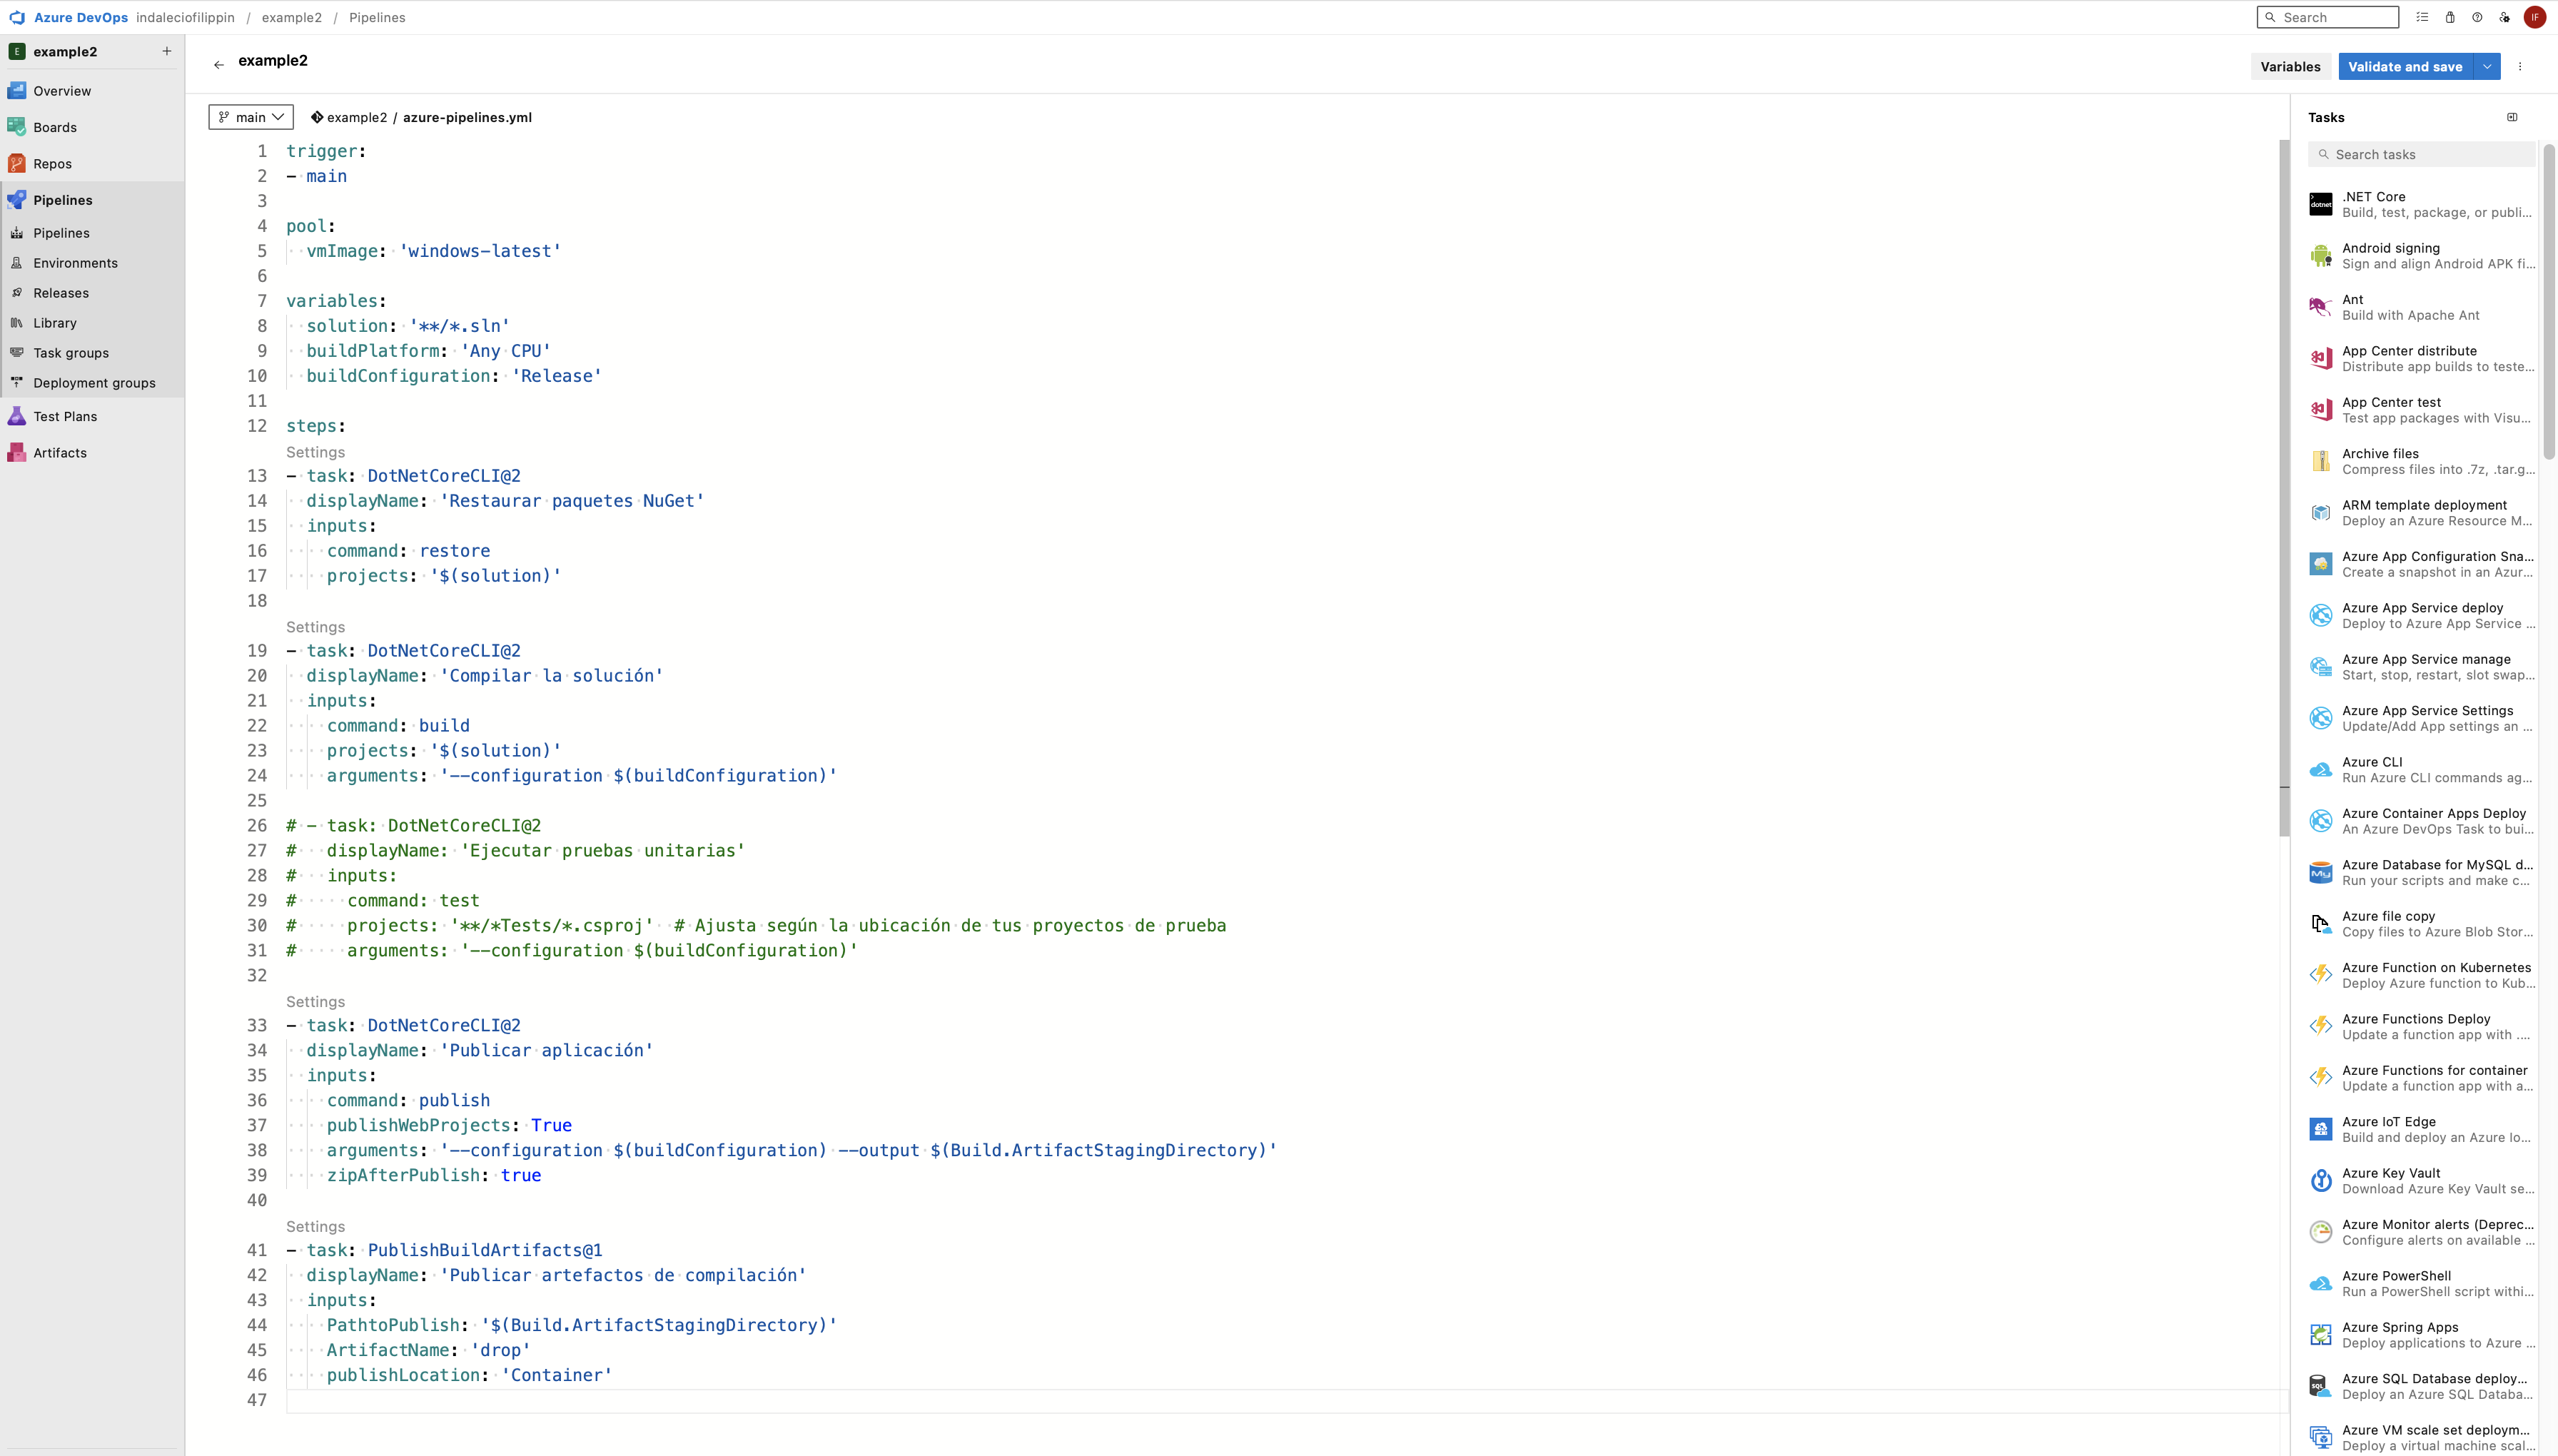 Azure DevOps indaleciofilippin / example2 / Pipelines
Search
IF
E example2 +
Overview
Boards
Repos
Pipelines
Pipelines
Environments
Releases
Library
Task groups
Deployment groups
Test Plans
Artifacts
← example2
Variables
Validate and save
main
example2 / azure-pipelines.yml
1 trigger:
2 - main
3
4 pool:
5 vmImage: 'windows-latest'
6
7 variables:
8 solution: '**/*.sln'
9 buildPlatform: 'Any CPU'
10 buildConfiguration: 'Release'
11
12 steps:
Settings
13 - task: DotNetCoreCLI@2
14 displayName: 'Restaurar paquetes NuGet'
15 inputs:
16 command: restore
17 projects: '$(solution)'
18
Settings
19 - task: DotNetCoreCLI@2
20 displayName: 'Compilar la solución'
21 inputs:
22 command: build
23 projects: '$(solution)'
24 arguments: '--configuration $(buildConfiguration)'
25
26 # - task: DotNetCoreCLI@2
27 # displayName: 'Ejecutar pruebas unitarias'
28 # inputs:
29 # command: test
30 # projects: '**/*Tests/*.csproj' # Ajusta según la ubicación de tus proyectos de prueba
31 # arguments: '--configuration $(buildConfiguration)'
32
Settings
33 - task: DotNetCoreCLI@2
34 displayName: 'Publicar aplicación'
35 inputs:
36 command: publish
37 publishWebProjects: True
38 arguments: '--configuration $(buildConfiguration) --output $(Build.ArtifactStagingDirectory)'
39 zipAfterPublish: true
40
Settings
41 - task: PublishBuildArtifacts@1
42 displayName: 'Publicar artefactos de compilación'
43 inputs:
44 PathtoPublish: '$(Build.ArtifactStagingDirectory)'
45 ArtifactName: 'drop'
46 publishLocation: 'Container'
47
Tasks
Search tasks
dotnet
.NET Core
Build, test, package, or publi...
Android signing
Sign and align Android APK fi...
Ant
Build with Apache Ant
App Center distribute
Distribute app builds to teste...
App Center test
Test app packages with Visu...
Archive files
Compress files into .7z, .tar.g...
ARM template deployment
Deploy an Azure Resource M...
Azure App Configuration Sna...
Create a snapshot in an Azur...
Azure App Service deploy
Deploy to Azure App Service ...
Azure App Service manage
Start, stop, restart, slot swap...
Azure App Service Settings
Update/Add App settings an ...
Azure CLI
Run Azure CLI commands ag...
Azure Container Apps Deploy
An Azure DevOps Task to bui...
My
Azure Database for MySQL d...
Run your scripts and make c...
Azure file copy
Copy files to Azure Blob Stor...
Azure Function on Kubernetes
Deploy Azure function to Kub...
Azure Functions Deploy
Update a function app with ....
Azure Functions for container
Update a function app with a...
Azure IoT Edge
Build and deploy an Azure Io...
Azure Key Vault
Download Azure Key Vault se...
Azure Monitor alerts (Deprec...
Configure alerts on available ...
Azure PowerShell
Run a PowerShell script withi...
Azure Spring Apps
Deploy applications to Azure ...
SQL
Azure SQL Database deploy...
Deploy an Azure SQL Databa...
Azure VM scale set deploym...
Deploy a virtual machine scal...